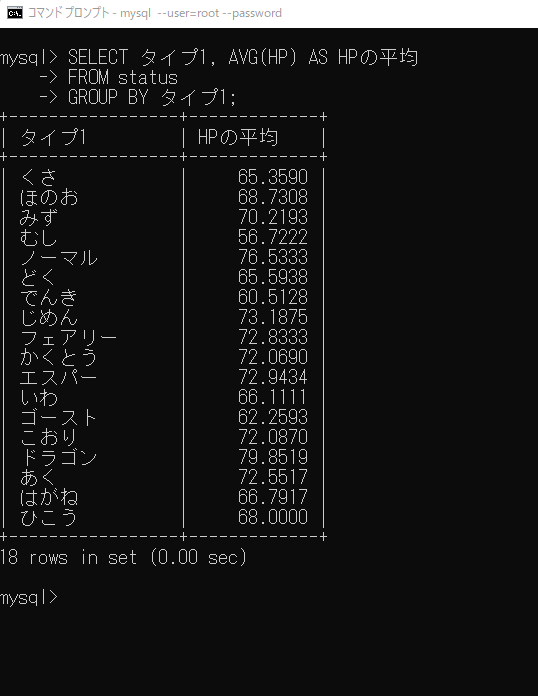 コマンド プロンプト - mysql --user=root --password
mysql> SELECT タイプ1, AVG(HP) AS HPの平均
-> FROM status
-> GROUP BY タイプ1;
+----------------+-------------+
| タイプ1 | HPの平均 |
+----------------+-------------+
| くさ | 65.3590 |
| ほのお | 68.7308 |
| みず | 70.2193 |
| むし | 56.7222 |
| ノーマル | 76.5333 |
| どく | 65.5938 |
| でんき | 60.5128 |
| じめん | 73.1875 |
| フェアリー | 72.8333 |
| かくとう | 72.0690 |
| エスパー | 72.9434 |
| いわ | 66.1111 |
| ゴースト | 62.2593 |
| こおり | 72.0870 |
| ドラゴン | 79.8519 |
| あく | 72.5517 |
| はがね | 66.7917 |
| ひこう | 68.0000 |
+----------------+-------------+
18 rows in set (0.00 sec)
mysql>